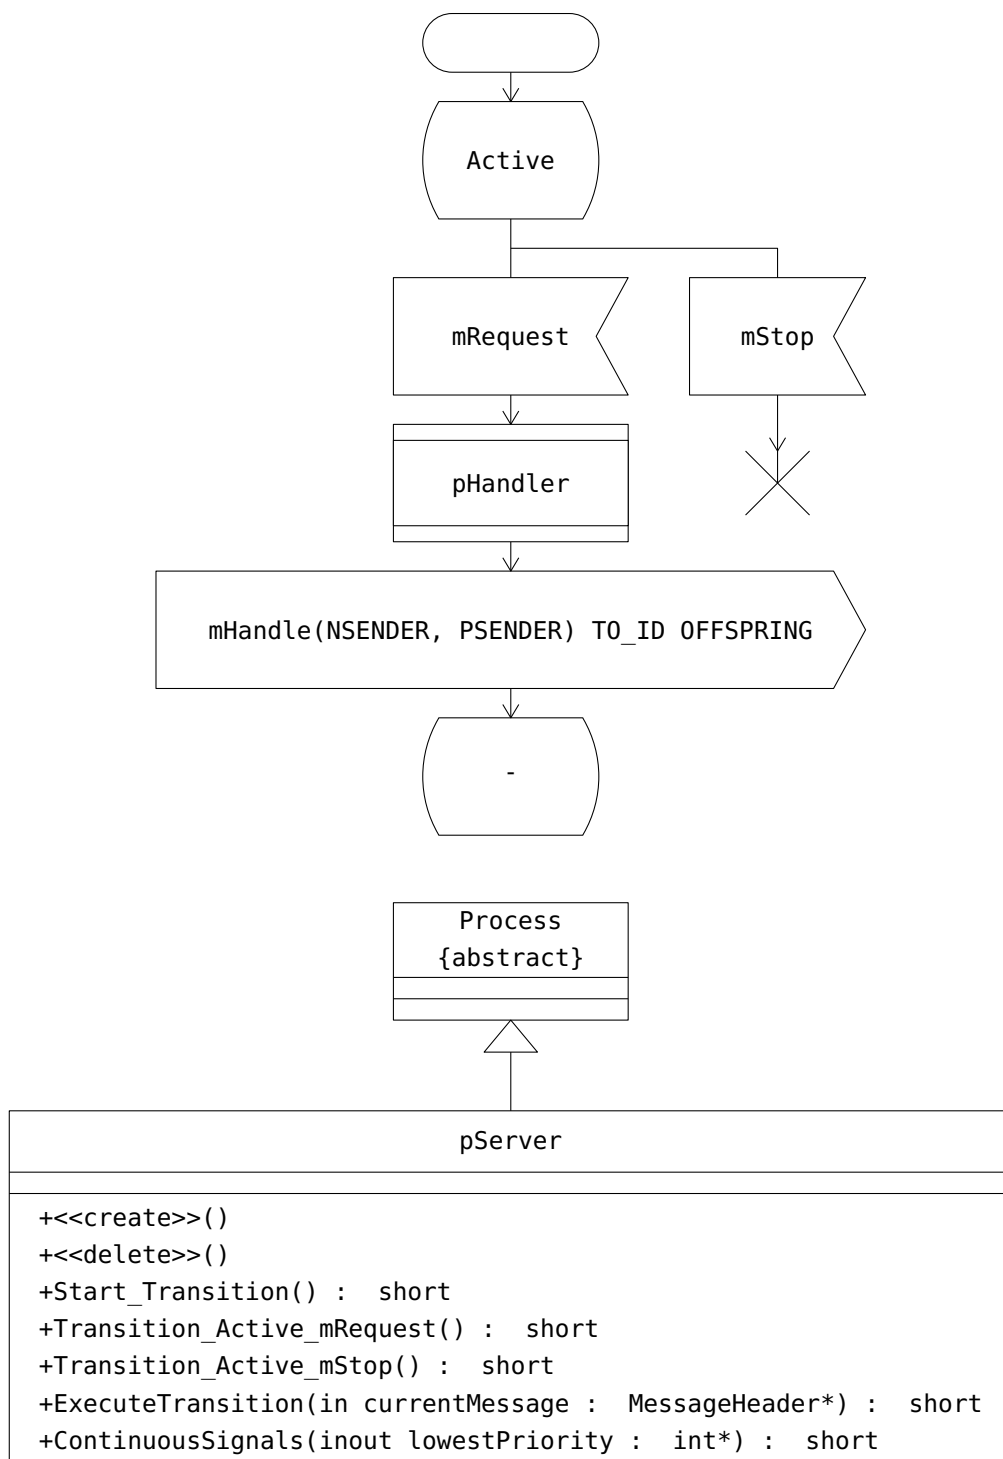 Active
mRequest
mStop
pHandler
mHandle(NSENDER, PSENDER) TO_ID OFFSPRING
-
Process
{abstract}
pServer
+<<create>>()
+<<delete>>()
+Start_Transition() :  short
+Transition_Active_mRequest() :  short
+Transition_Active_mStop() :  short
+ExecuteTransition(in currentMessage :  MessageHeader*) :  short
+ContinuousSignals(inout lowestPriority :  int*) :  short